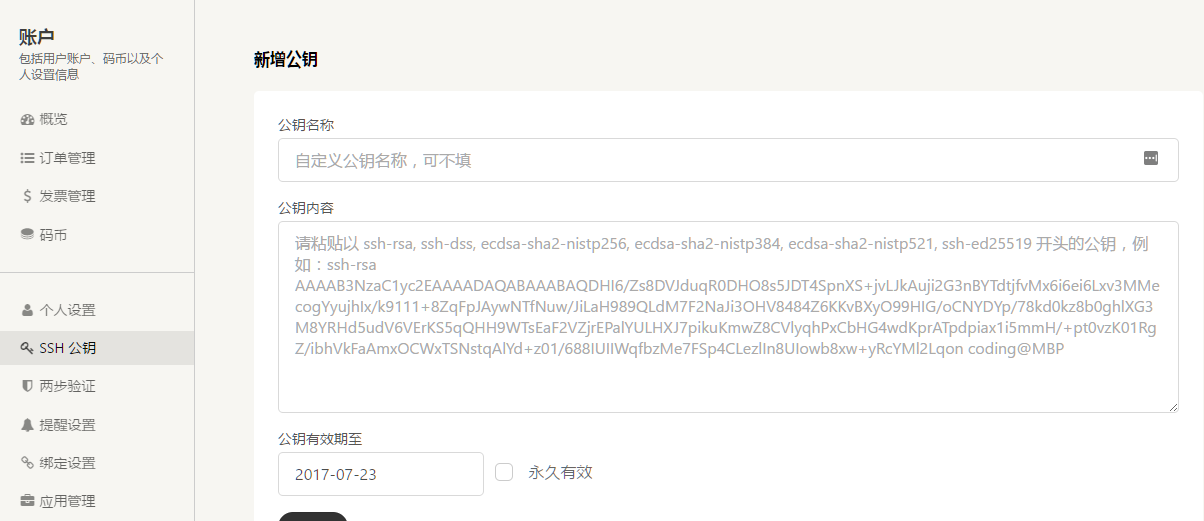 账户
包括用户账户、码币以及个
人设置信息
概览
订单管理
发票管理
码币
个人设置
SSH 公钥
两步验证
提醒设置
绑定设置
应用管理
新增公钥
公钥名称
自定义公钥名称，可不填
公钥内容
请粘贴以 ssh-rsa, ssh-dss, ecdsa-sha2-nistp256, ecdsa-sha2-nistp384, ecdsa-sha2-nistp521, ssh-ed25519 开头的公钥，例
如：ssh-rsa
AAAAB3NzaC1yc2EAAAADAQABAAABAQDHI6/Zs8DVJduqR0DHO8s5JDT4SpnXS+jvLJkAuji2G3nBYTdtjfvMx6i6ei6Lxv3MMe
cogYyujhIx/k9111+8ZqFpJAywNTfNuw/JiLaH989QLdM7F2NaJi3OHV8484Z6KKvBXyO99HIG/oCNYDYp/78kd0kz8b0ghlXG3
M8YRHd5udV6VErKS5qQHH9WTsEaF2VZjrEPalYULHXJ7pikuKmwZ8CVlyqhPxCbHG4wdKprATpdpiax1i5mmH/+pt0vzK01Rg
Z/ibhVkFaAmxOCWxTSNstqAlYd+z01/688IUIIWqfbzMe7FSp4CLezlIn8UIowb8xw+yRcYMl2Lqon coding@MBP
公钥有效期至
2017-07-23
永久有效